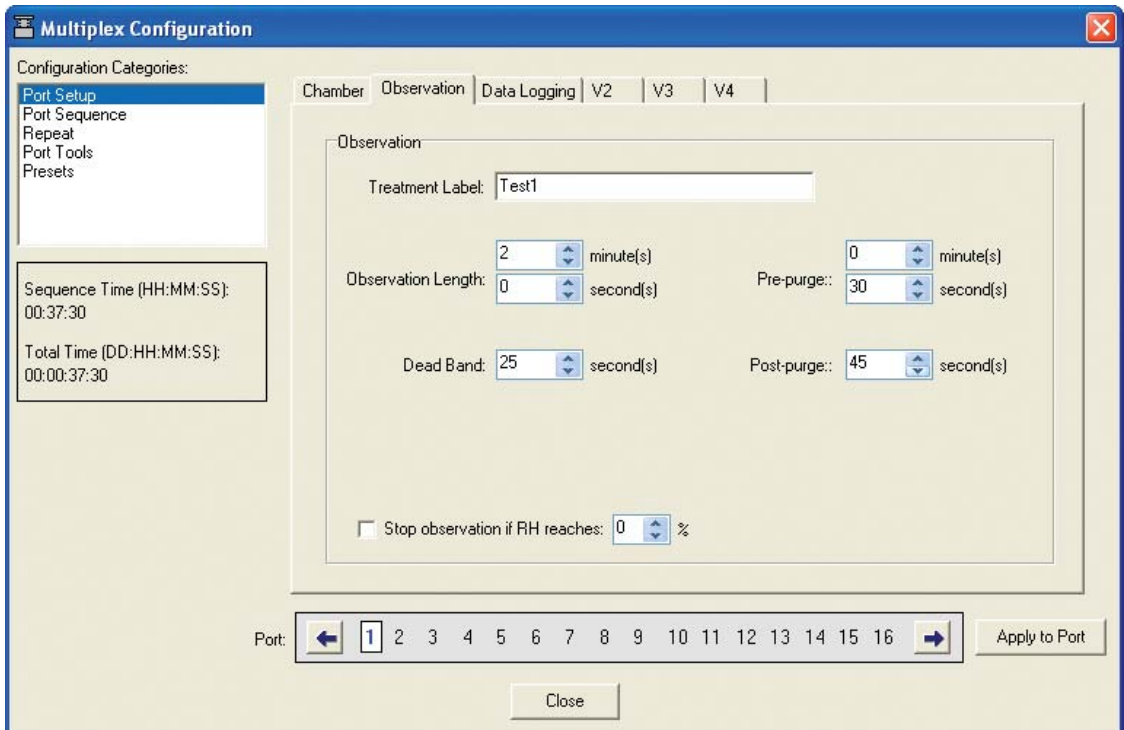 Multiplex Configuration
Configuration Categories:
Port Setup
Port Sequence
Repeat
Port Tools
Presets
Sequence Time (HH:MM:SS):
00:37:30
Total Time (DD:HH:MM:SS):
00:00:37:30
Chamber Observation Data Logging V2 V3 V4
Observation
Treatment Label: Test1
Observation Length: 2 minute(s)
0 second(s)
Pre-purge:: 0 minute(s)
30 second(s)
Dead Band: 25 second(s)
Post-purge:: 45 second(s)
Stop observation if RH reaches: 0 %
Port: 1 2 3 4 5 6 7 8 9 10 11 12 13 14 15 16
Apply to Port
Close